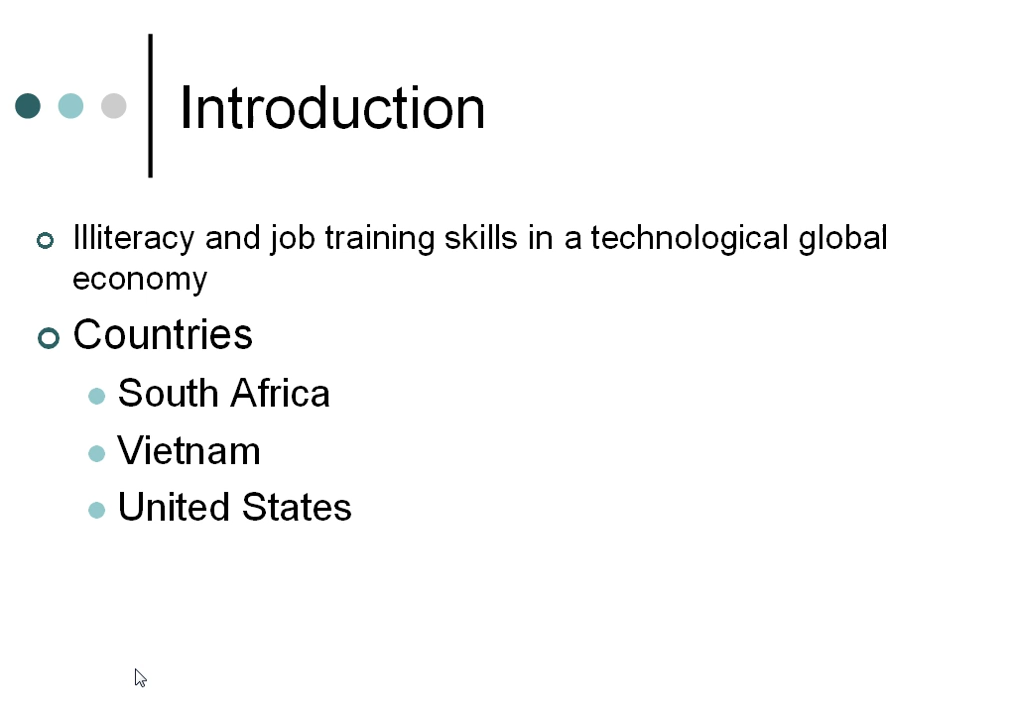 Introduction
Illiteracy and job training skills in a technological global
economy
Countries
South Africa
Vietnam
United States